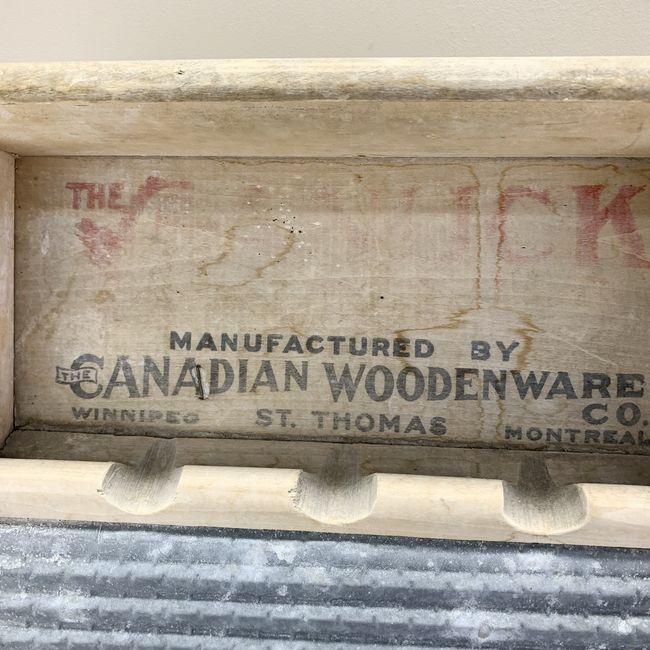 THE
MANUFACTURED BY
THE CANADIAN WOODENWARE
CO.
WINNIPEG ST. THOMAS MONTREAL